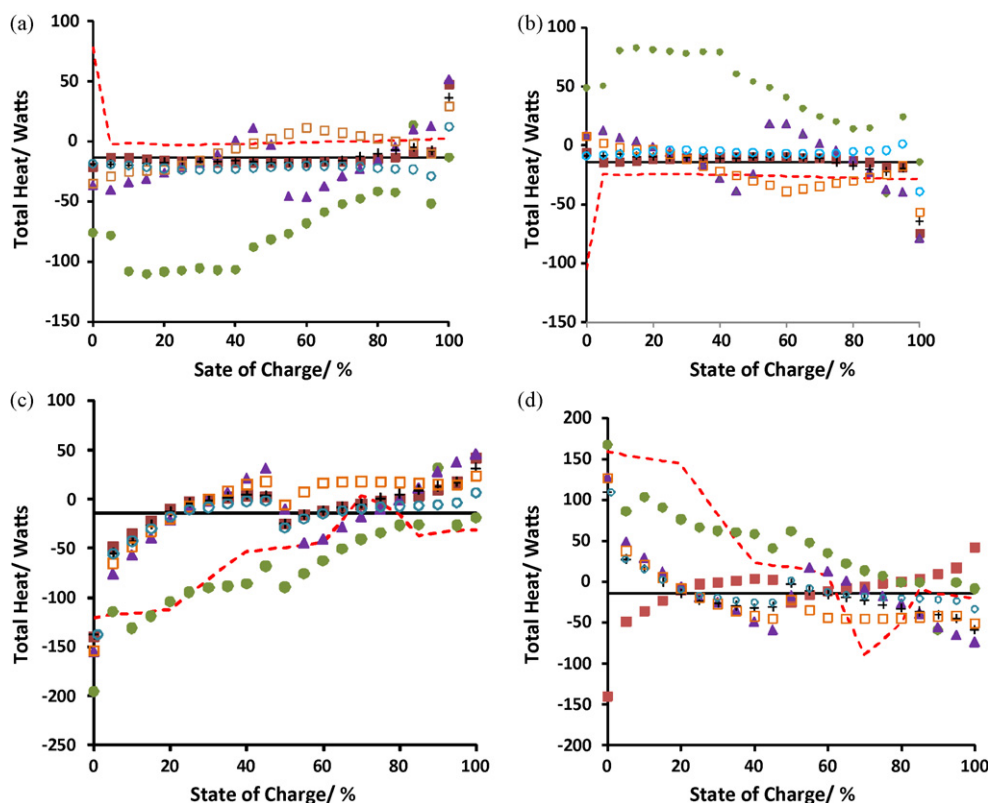 (a)
100
50
0
-50
-100
-150
Total Heat/ Watts
0 20 40 60 80 100
Sate of Charge/ %
(b)
100
50
0
-50
-100
-150
Total Heat/ Watts
0 20 40 60 80 100
State of Charge/ %
(c)
100
50
0
-50
-100
-150
-200
-250
Total Heat/ Watts
0 20 40 60 80 100
State of Charge/ %
(d)
200
150
100
50
0
-50
-100
-150
-200
Total Heat/ Watts
0 20 40 60 80 100
State of Charge/ %